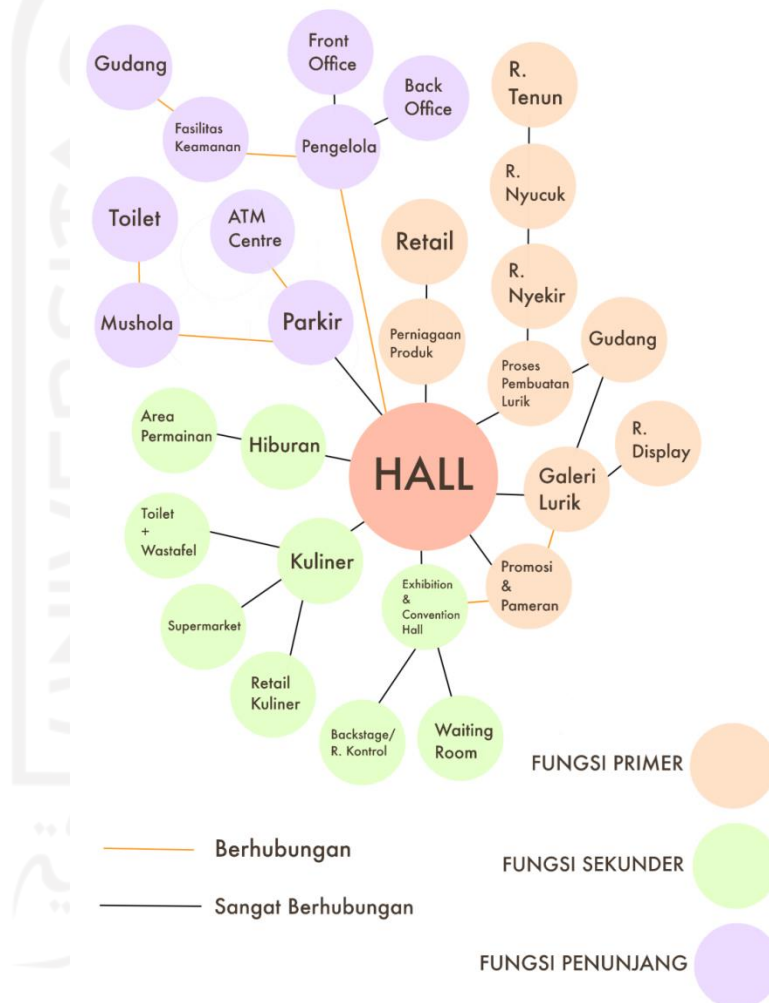 Front
Office
Gudang
Back
Office
R.
Tenun
Fasilitas
Keamanan
Pengelola
R.
Nyucuk
Toilet
ATM
Centre
Retail
R.
Nyekir
Mushola
Parkir
Perniagaan
Produk
Gudang
Proses
Pembuatan
Lurik
Area
Permainan
Hiburan
HALL
R.
Display
Galeri
Lurik
Toilet
+
Wastafel
Kuliner
Exhibition
&
Convention
Hall
Promosi
&
Pameran
Supermarket
Retail
Kuliner
Backstage/
R. Kontrol
Waiting
Room
FUNGSI PRIMER
Berhubungan
FUNGSI SEKUNDER
Sangat Berhubungan
FUNGSI PENUNJANG